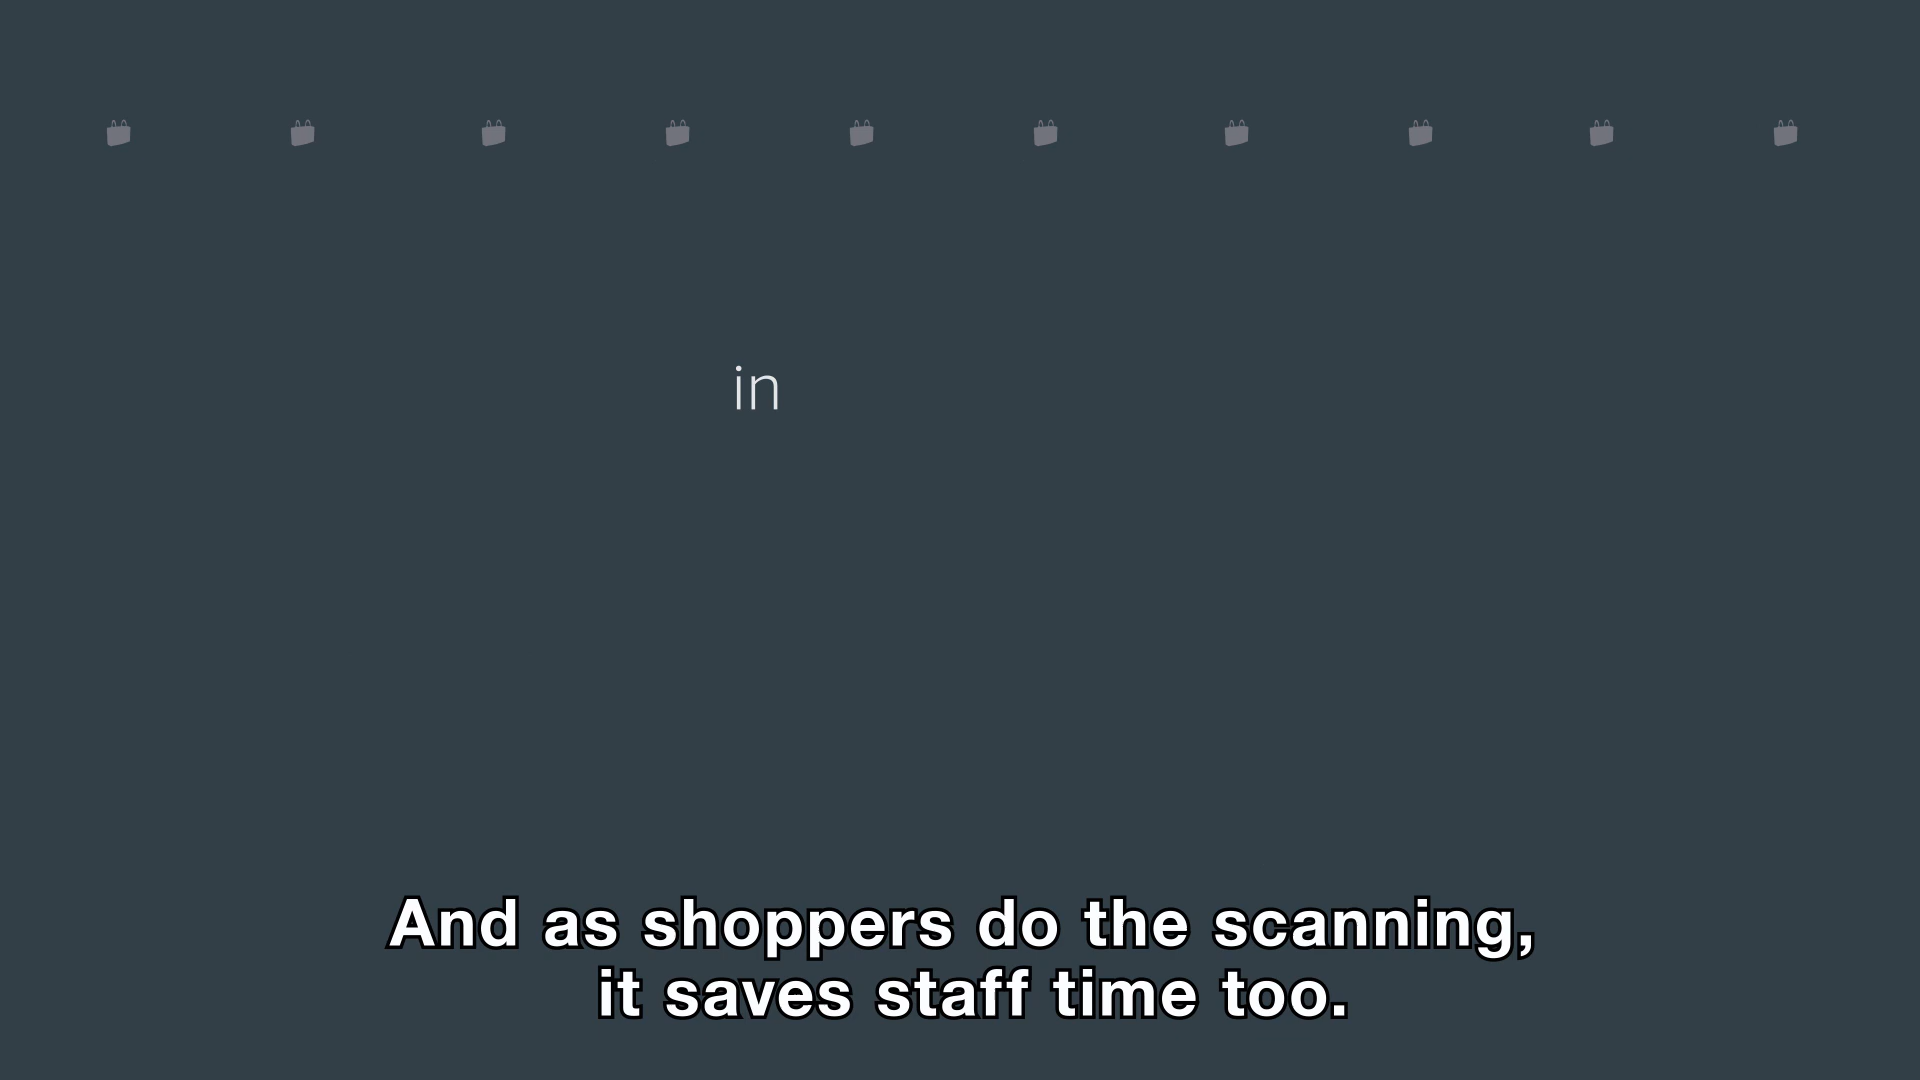 in
And as shoppers do the scanning,
it saves staff time too.